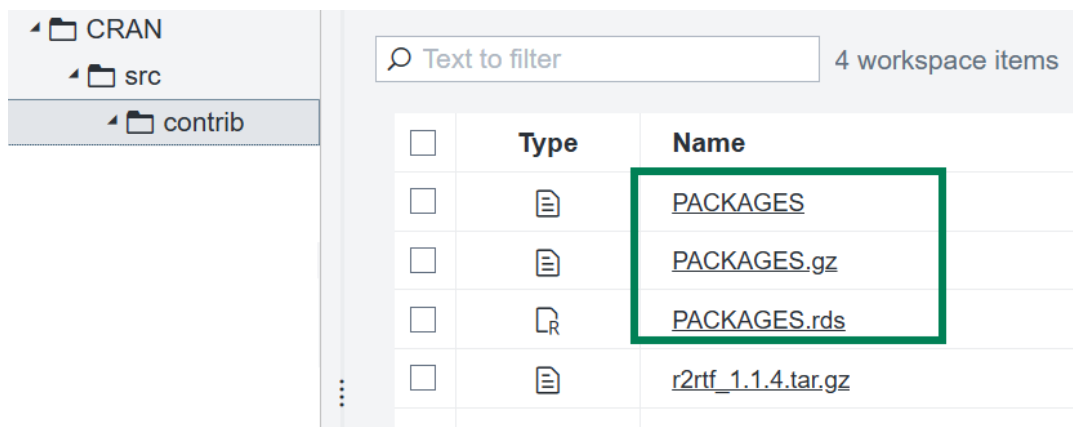 CRAN
src
contrib
Text to filter
4 workspace items
Type Name
PACKAGES
PACKAGES.gz
PACKAGES.rds
r2rtf_1.1.4.tar.gz